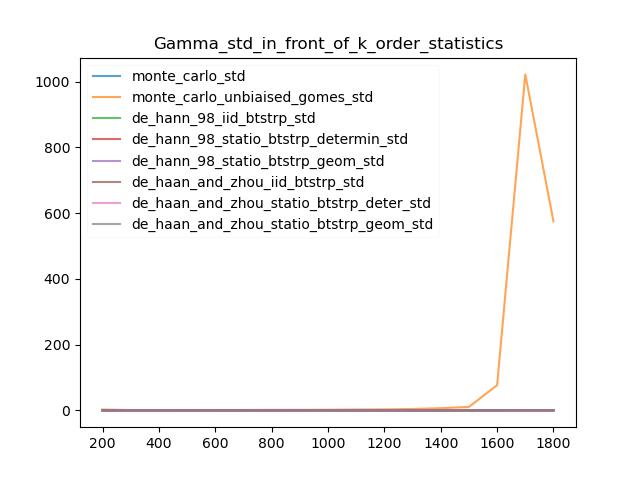 Gamma_std_in_front_of_k_order_statistics
1000
800
600
400
200
0
monte_carlo_std
monte_carlo_unbiaised_gomes_std
de_hann_98_iid_btstrp_std
de_hann_98_statio_btstrp_determin_std
de_hann_98_statio_btstrp_geom_std
de_haan_and_zhou_iid_btstrp_std
de_haan_and_zhou_statio_btstrp_deter_std
de_haan_and_zhou_statio_btstrp_geom_std
200 400 600 800 1000 1200 1400 1600 1800